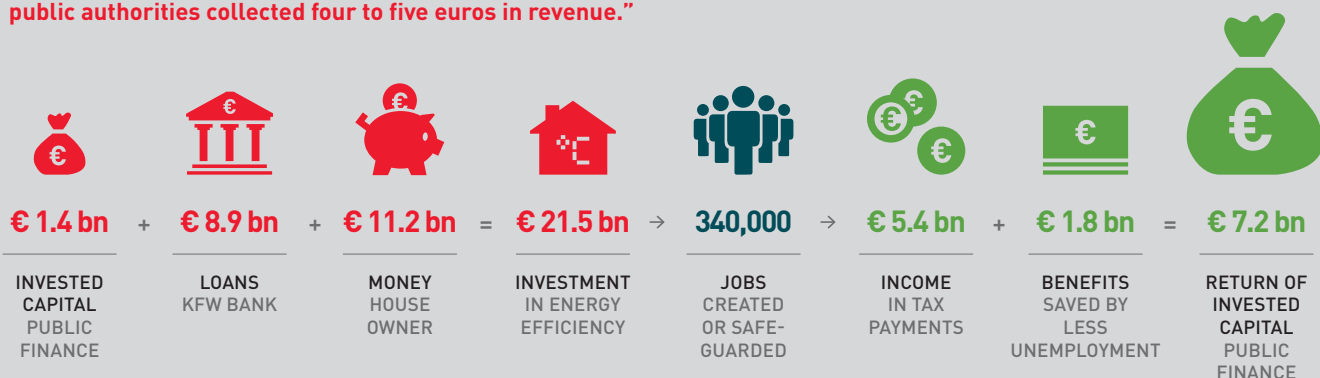 public authorities collected four to five euros in revenue.”
€ € € °C € € € € €
€ 1.4 bn + € 8.9 bn + € 11.2 bn = € 21.5 bn → 340,000 → € 5.4 bn + € 1.8 bn = € 7.2 bn
INVESTED
CAPITAL
PUBLIC
FINANCE
LOANS
KFW BANK
MONEY
HOUSE
OWNER
INVESTMENT
IN ENERGY
EFFICIENCY
JOBS
CREATED
OR SAFE-
GUARDED
INCOME
IN TAX
PAYMENTS
BENEFITS
SAVED BY
LESS
UNEMPLOYMENT
RETURN OF
INVESTED
CAPITAL
PUBLIC
FINANCE